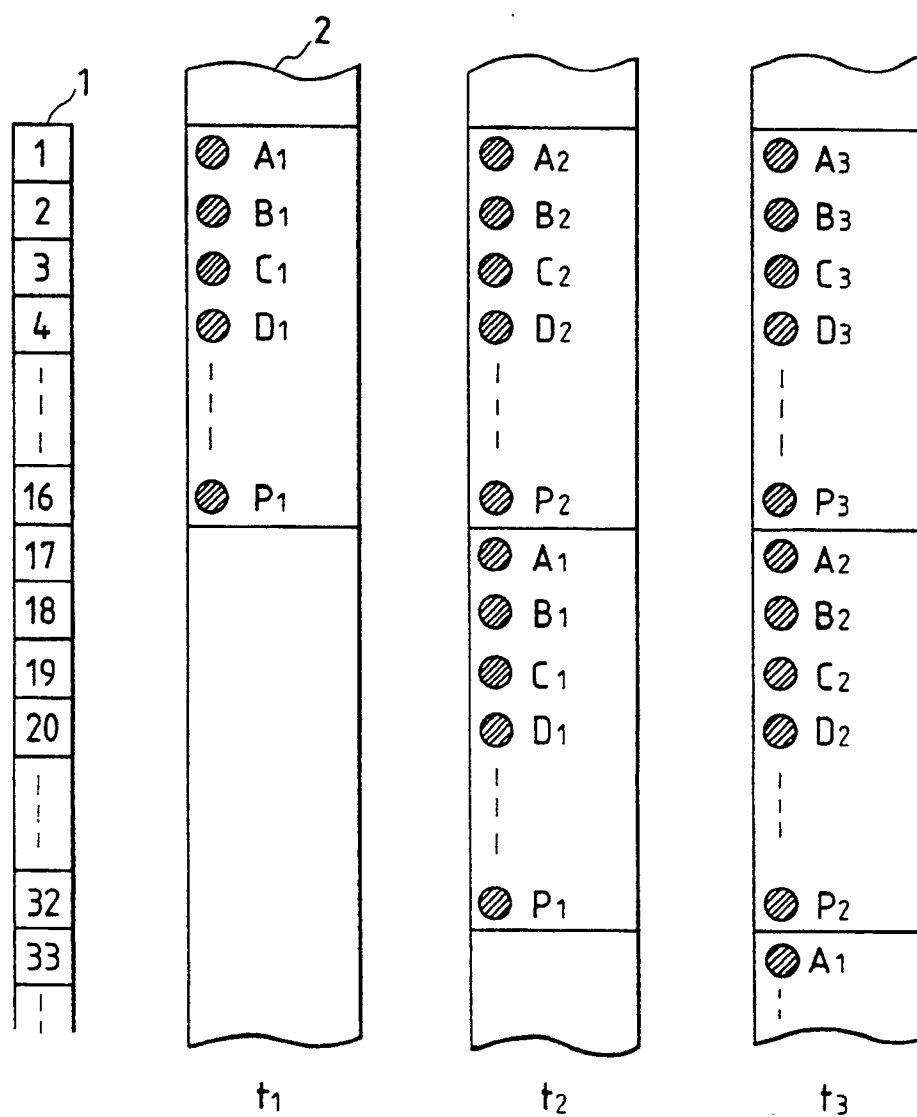 2
1
1 A1 A2 A3
2 B1 B2 B3
3 C1 C2 C3
4 D1 D2 D3
16 P1 P2 P3
17 A1 A2
18 B1 B2
19 C1 C2
20 D1 D2
32 P1 P2
33 A1
t1 t2 t3